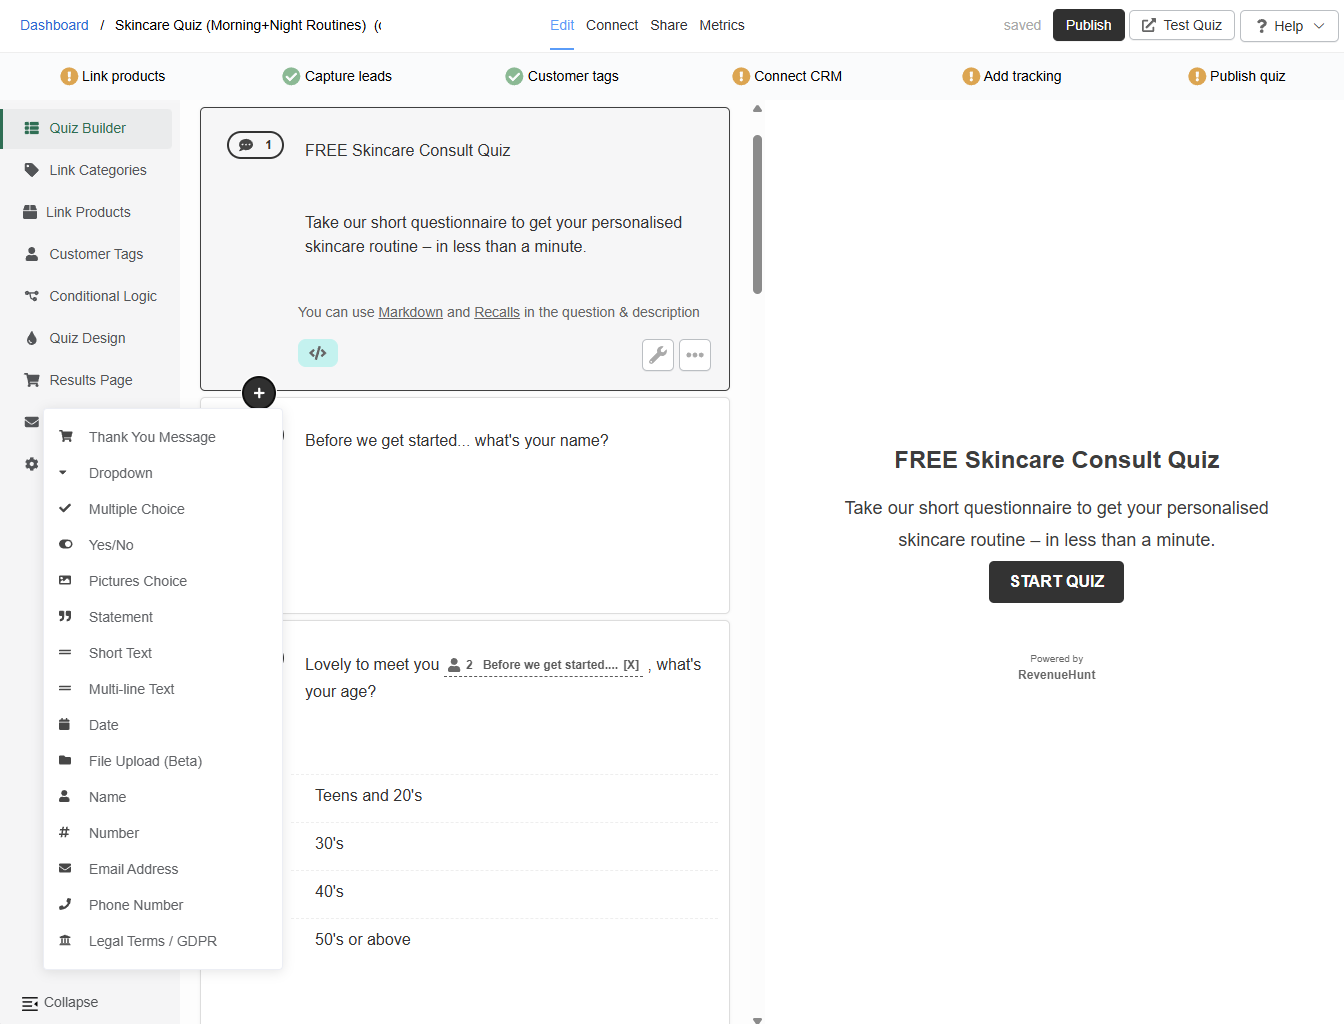 Dashboard / Skincare Quiz (Morning+Night Routines) (c
Edit Connect Share Metrics
saved Publish Test Quiz ? Help
Link products
Capture leads
Customer tags
Connect CRM
Add tracking
Publish quiz
Quiz Builder
Link Categories
Link Products
Customer Tags
Conditional Logic
Quiz Design
Results Page
Collapse
1
FREE Skincare Consult Quiz
Take our short questionnaire to get your personalised
skincare routine – in less than a minute.
You can use Markdown and Recalls in the question & description
</>
+
Thank You Message
Dropdown
Multiple Choice
Yes/No
Pictures Choice
Statement
Short Text
Multi-line Text
Date
File Upload (Beta)
Name
# Number
Email Address
Phone Number
Legal Terms / GDPR
Before we get started... what's your name?
Lovely to meet you 2 Before we get started.... [X] , what's
your age?
Teens and 20's
30's
40's
50's or above
FREE Skincare Consult Quiz
Take our short questionnaire to get your personalised
skincare routine – in less than a minute.
START QUIZ
Powered by
RevenueHunt